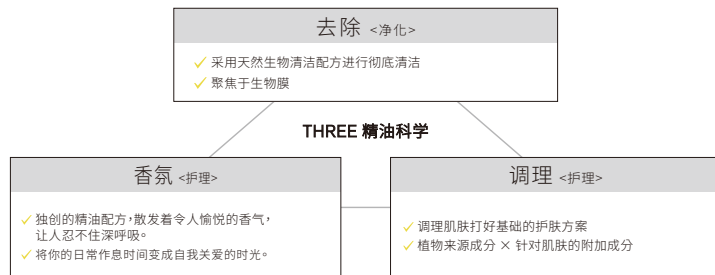 去除 <净化>
采用天然生物清洁配方进行彻底清洁
聚焦于生物膜
THREE 精油科学
香氛 <护理>
独创的精油配方，散发着令人愉悦的香气，
让人忍不住深呼吸。
将你的日常作息时间变成自我关爱的时光。
调理 <护理>
调理肌肤打好基础的护肤方案
植物来源成分 × 针对肌肤的附加成分